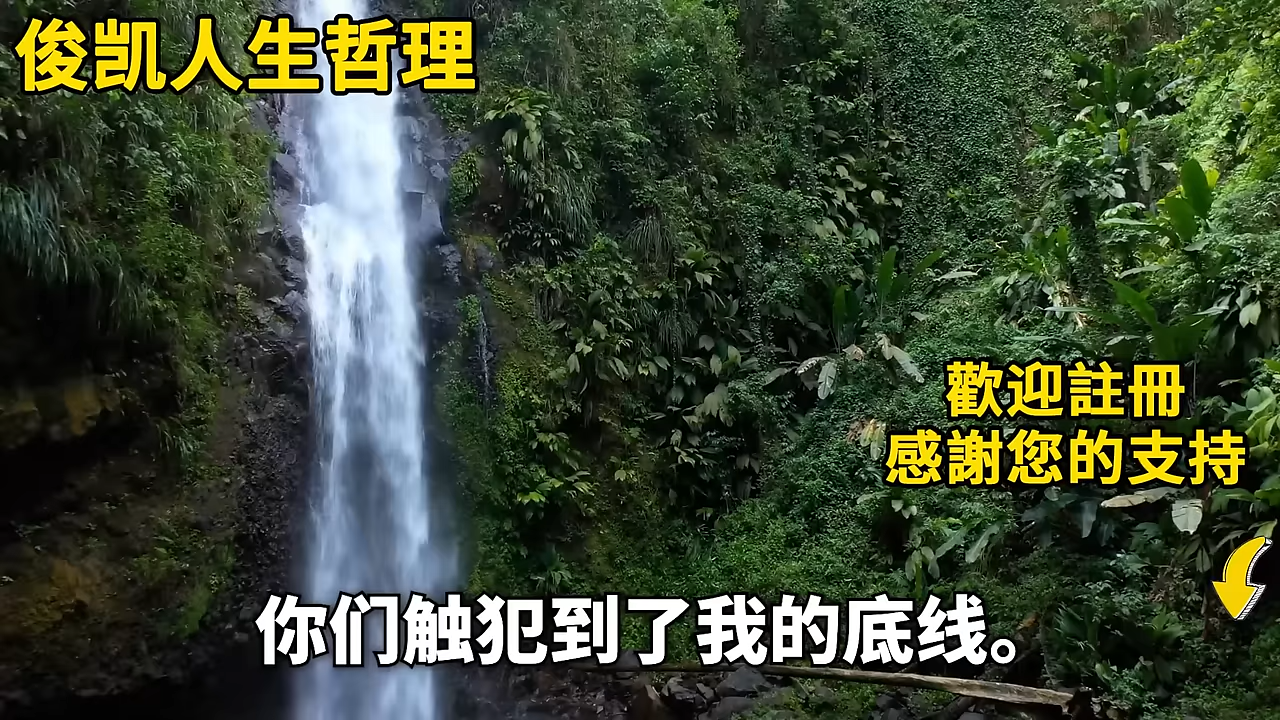 俊凯人生哲理
歡迎註冊
感謝您的支持
你们触犯到了我的底线。